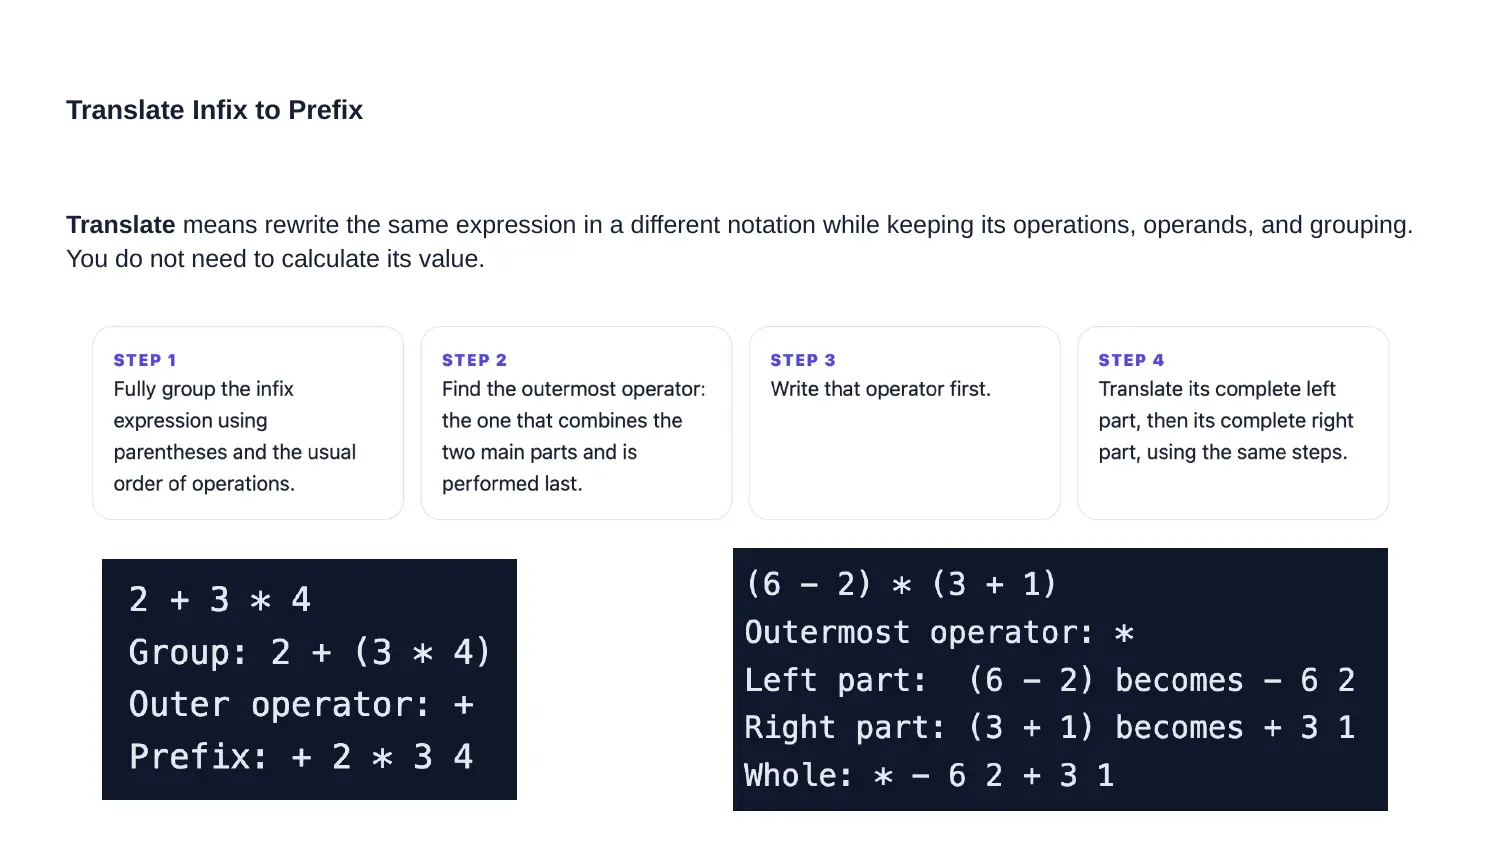 Translate Infix to Prefix
Translate means rewrite the same expression in a different notation while keeping its operations, operands, and grouping.
You do not need to calculate its value.
STEP 1
Fully group the infix
expression using
parentheses and the usual
order of operations.
STEP 2
Find the outermost operator:
the one that combines the
two main parts and is
performed last.
STEP 3
Write that operator first.
STEP 4
Translate its complete left
part, then its complete right
part, using the same steps.
2 + 3 * 4
Group: 2 + (3 * 4)
Outer operator: +
Prefix: + 2 * 3 4
(6 − 2) * (3 + 1)
Outermost operator: *
Left part:  (6 − 2) becomes − 6 2
Right part: (3 + 1) becomes + 3 1
Whole: * − 6 2 + 3 1